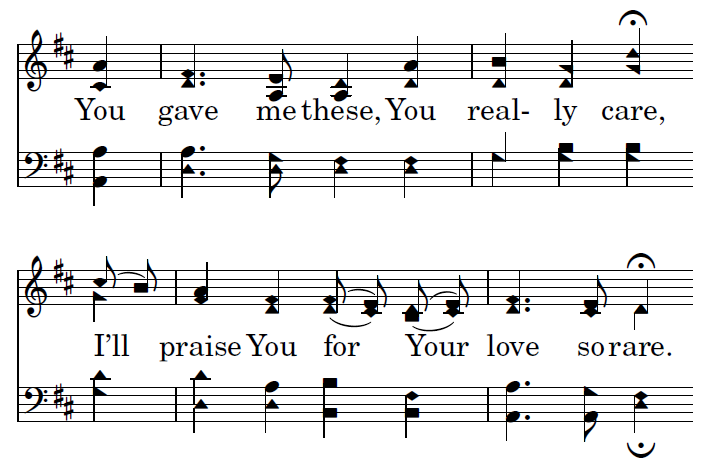 You gave me these, You real- ly care,
I'll praise You for Your love so rare.